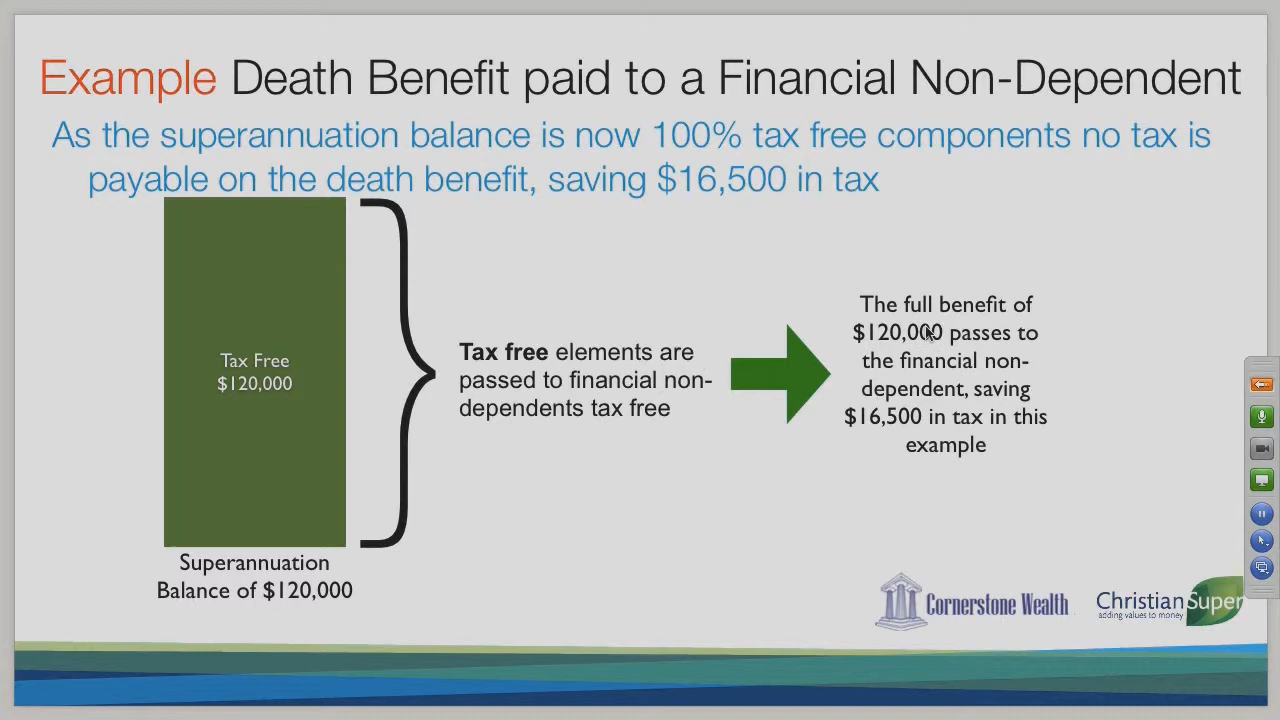 Example Death Benefit paid to a Financial Non-Dependent
As the superannuation balance is now 100% tax free components no tax is
payable on the death benefit, saving $16,500 in tax
Tax Free
$120,000
Superannuation
Balance of $120,000
Tax free elements are
passed to financial non-
dependents tax free
The full benefit of
$120,000 passes to
the financial non-
dependent, saving
$16,500 in tax in this
example
Cornerstone Wealth
ChristianSuper
adding values to money